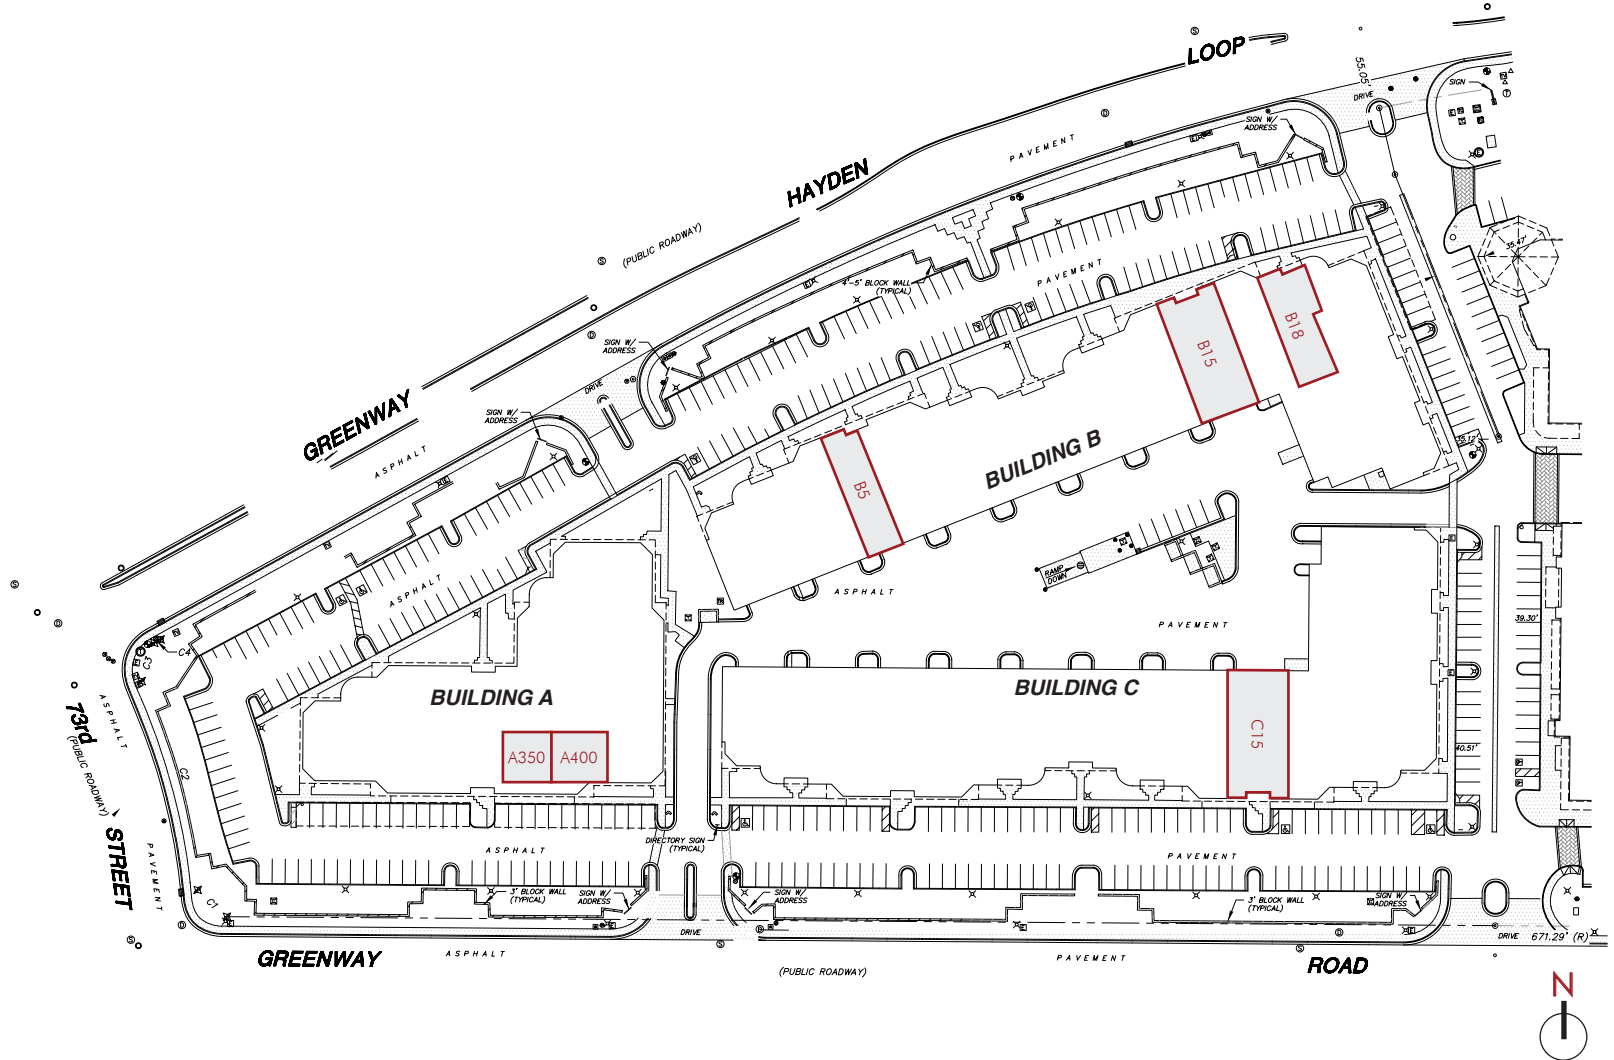 LOOP
55.05'
SIGN
DRIVE
SIGN W/
ADDRESS
PAVEMENT
HAYDEN
(PUBLIC ROADWAY)
35.47'
PAVEMENT
4'-5' BLOCK WALL
(TYPICAL)
B18
B15
SIGN W/
ADDRESS
DRIVE
GREENWAY
SIGN W/
ADDRESS
ASPHALT
BUILDING B
35.12'
B5
RAMP
DOWN
ASPHALT
ASPHALT
PAVEMENT
39.30'
C4
C3
BUILDING A
BUILDING C
73rd
(PUBLIC ROADWAY)
ASPHALT
C2
A350
A400
C15
40.51'
STREET
PAVEMENT
DIRECTORY SIGN
(TYPICAL)
ASPHALT
PAVEMENT
C1
3' BLOCK WALL
(TYPICAL)
SIGN W/
ADDRESS
SIGN W/
ADDRESS
3' BLOCK WALL
(TYPICAL)
SIGN W/
ADDRESS
DRIVE
DRIVE
671.29' (R)
GREENWAY
ASPHALT
(PUBLIC ROADWAY)
PAVEMENT
ROAD
N